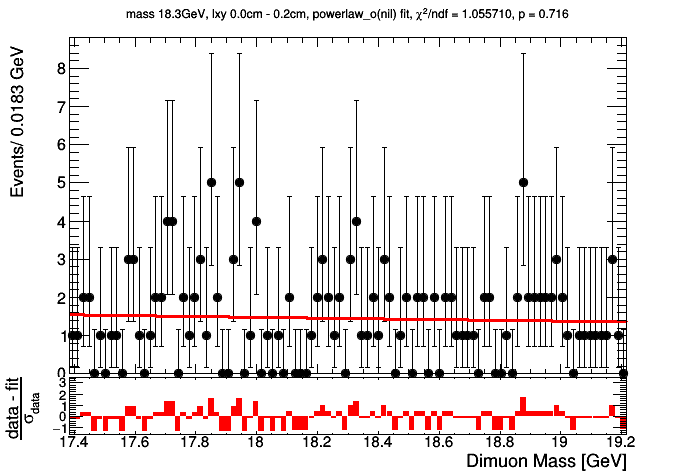 mass 18.3GeV, lxy 0.0cm - 0.2cm, powerlaw_o(nil) fit, χ²/ndf = 1.055710, p = 0.716
Events/ 0.0183 GeV
8
7
6
5
4
3
2
1
0
data - fit
σdata
3
2
1
0
−1
17.4 17.6 17.8 18 18.2 18.4 18.6 18.8 19 19.2
Dimuon Mass [GeV]